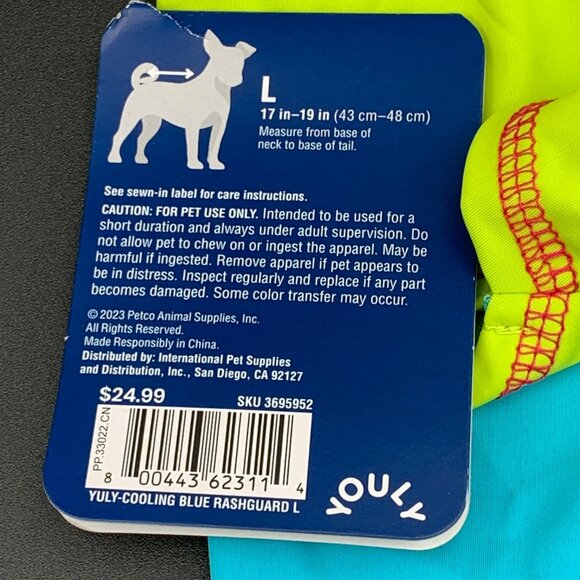 L
17 in–19 in (43 cm–48 cm)
Measure from base of
neck to base of tail.
See sewn-in label for care instructions.
CAUTION: FOR PET USE ONLY. Intended to be used for a
short duration and always under adult supervision. Do
not allow pet to chew on or ingest the apparel. May be
harmful if ingested. Remove apparel if pet appears to
be in distress. Inspect regularly and replace if any part
becomes damaged. Some color transfer may occur.
© 2023 Petco Animal Supplies, Inc.
All Rights Reserved.
Made Responsibly in China.
Distributed by: International Pet Supplies
and Distribution, Inc., San Diego, CA 92127
$24.99 SKU 3695952
PP.33022.CN
8 00443 62311 4
YULY-COOLING BLUE RASHGUARD L
YOULY